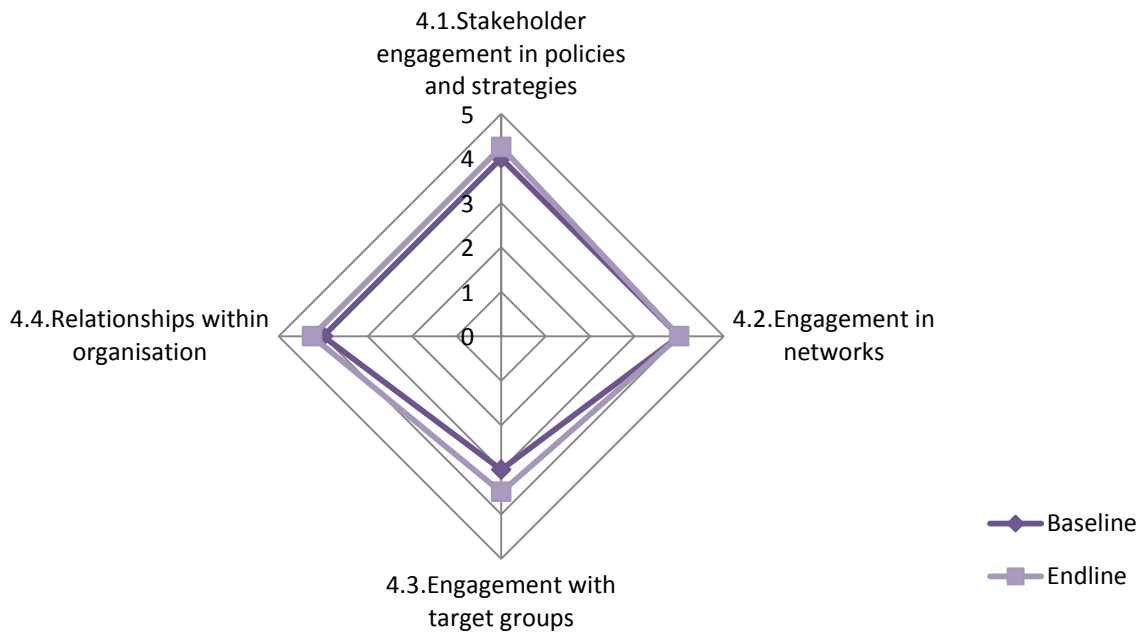 4.1.Stakeholder
engagement in policies
and strategies
5
4
3
2
1
0
4.4.Relationships within
organisation
4.2.Engagement in
networks
4.3.Engagement with
target groups
Baseline
Endline